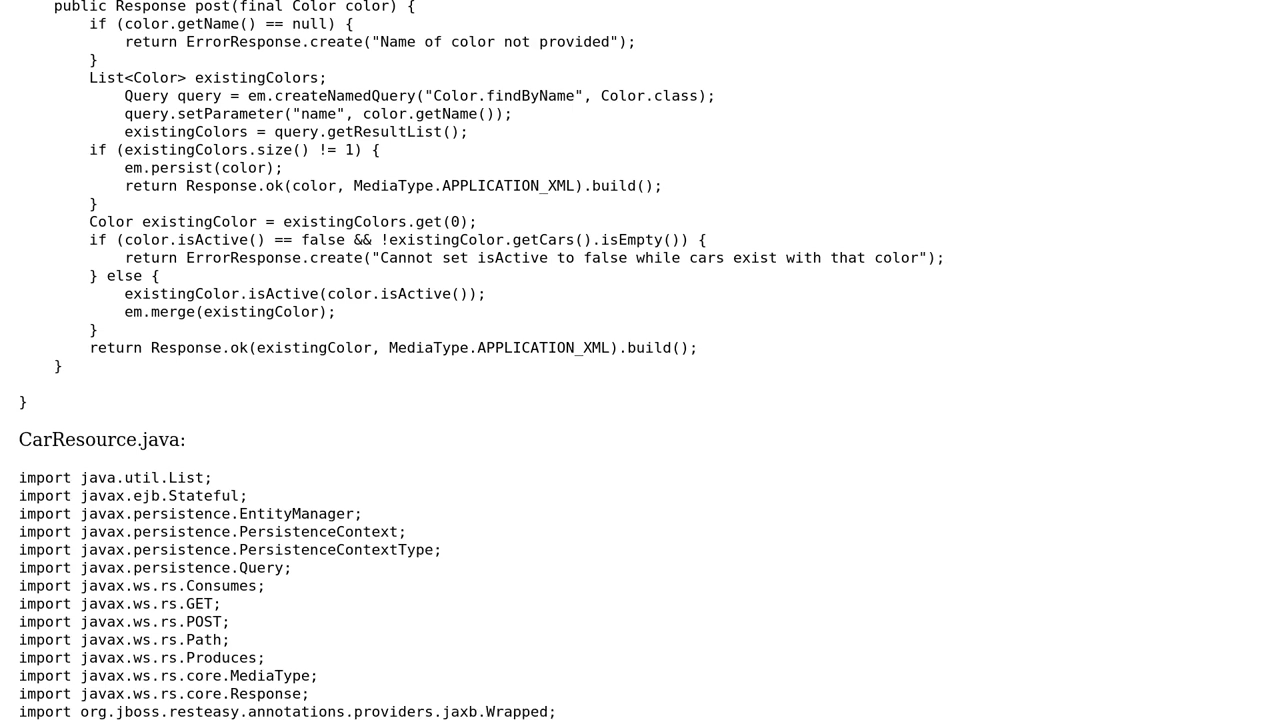 public Response post(final Color color) {
        if (color.getName() == null) {
            return ErrorResponse.create("Name of color not provided");
        }
        List<Color> existingColors;
            Query query = em.createNamedQuery("Color.findByName", Color.class);
            query.setParameter("name", color.getName());
            existingColors = query.getResultList();
        if (existingColors.size() != 1) {
            em.persist(color);
            return Response.ok(color, MediaType.APPLICATION_XML).build();
        }
        Color existingColor = existingColors.get(0);
        if (color.isActive() == false && !existingColor.getCars().isEmpty()) {
            return ErrorResponse.create("Cannot set isActive to false while cars exist with that color");
        } else {
            existingColor.isActive(color.isActive());
            em.merge(existingColor);
        }
        return Response.ok(existingColor, MediaType.APPLICATION_XML).build();
    }

}
CarResource.java:
import java.util.List;
import javax.ejb.Stateful;
import javax.persistence.EntityManager;
import javax.persistence.PersistenceContext;
import javax.persistence.PersistenceContextType;
import javax.persistence.Query;
import javax.ws.rs.Consumes;
import javax.ws.rs.GET;
import javax.ws.rs.POST;
import javax.ws.rs.Path;
import javax.ws.rs.Produces;
import javax.ws.rs.core.MediaType;
import javax.ws.rs.core.Response;
import org.jboss.resteasy.annotations.providers.jaxb.Wrapped;